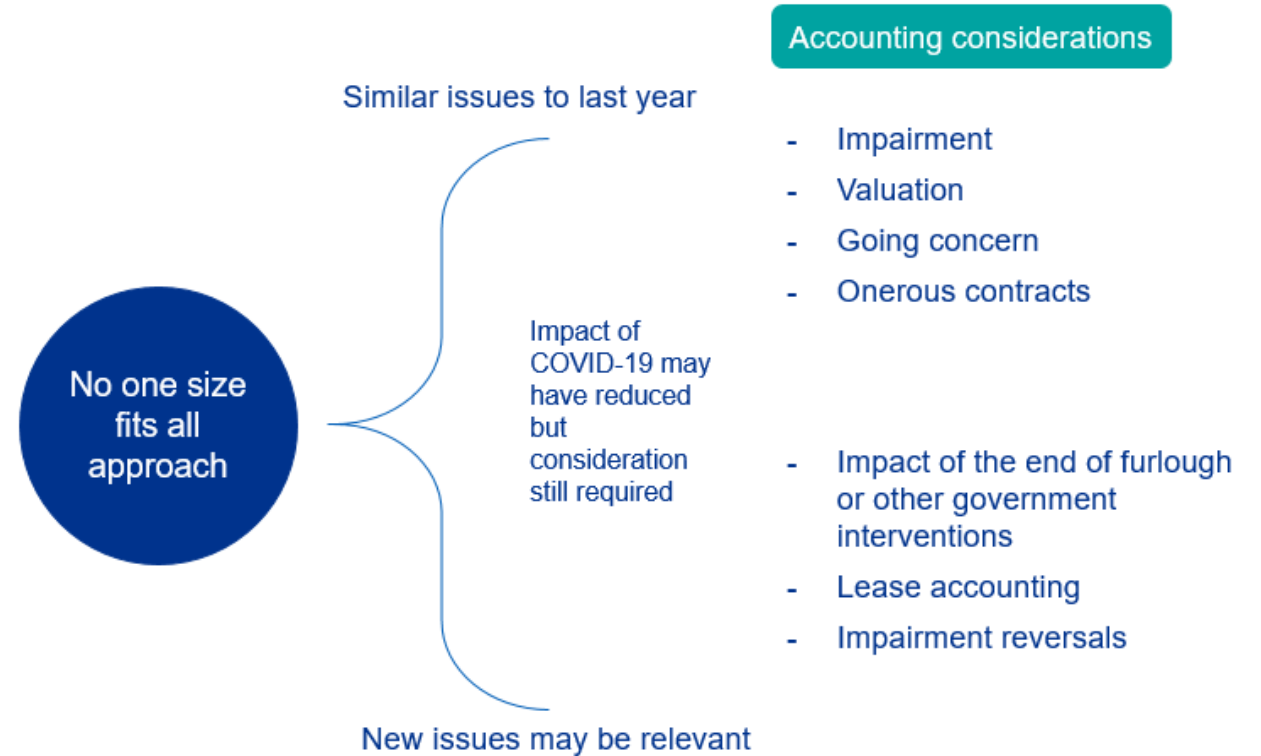 Accounting considerations
Similar issues to last year
- Impairment
- Valuation
- Going concern
- Onerous contracts
No one size
fits all
approach
Impact of
COVID-19 may
have reduced
but
consideration
still required
- Impact of the end of furlough
or other government
interventions
- Lease accounting
- Impairment reversals
New issues may be relevant